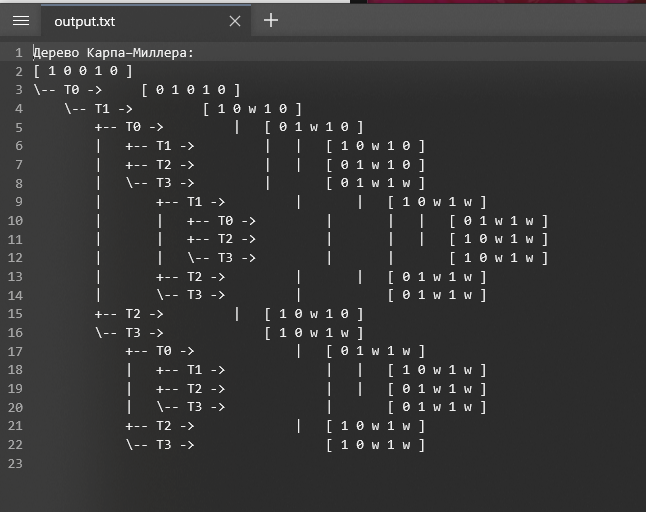 output.txt
1 Дерево Карпа–Миллера:
2 [ 1 0 0 1 0 ]
3 \-- T0 -> [ 0 1 0 1 0 ]
4 \-- T1 -> [ 1 0 w 1 0 ]
5 +-- T0 -> | [ 0 1 w 1 0 ]
6 | +-- T1 -> | | [ 1 0 w 1 0 ]
7 | +-- T2 -> | | [ 0 1 w 1 0 ]
8 | \-- T3 -> | [ 0 1 w 1 w ]
9 | +-- T1 -> | | [ 1 0 w 1 w ]
10 | | +-- T0 -> | | | [ 0 1 w 1 w ]
11 | | +-- T2 -> | | | [ 1 0 w 1 w ]
12 | | \-- T3 -> | | [ 1 0 w 1 w ]
13 | +-- T2 -> | | [ 0 1 w 1 w ]
14 | \-- T3 -> | [ 0 1 w 1 w ]
15 +-- T2 -> | [ 1 0 w 1 0 ]
16 \-- T3 -> [ 1 0 w 1 w ]
17 +-- T0 -> | [ 0 1 w 1 w ]
18 | +-- T1 -> | | [ 1 0 w 1 w ]
19 | +-- T2 -> | | [ 0 1 w 1 w ]
20 | \-- T3 -> | [ 0 1 w 1 w ]
21 +-- T2 -> | [ 1 0 w 1 w ]
22 \-- T3 -> [ 1 0 w 1 w ]
23